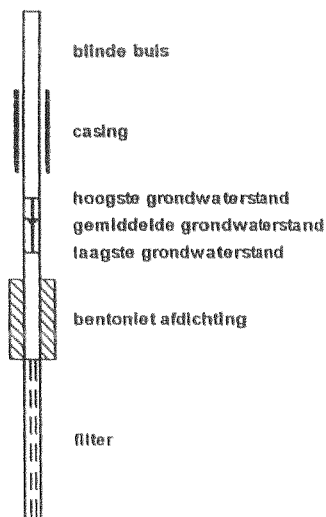 blinde buis
casing
hoogste grondwaterstand
gemiddelde grondwaterstand
laagste grondwaterstand
bentoniet afdichting
filter